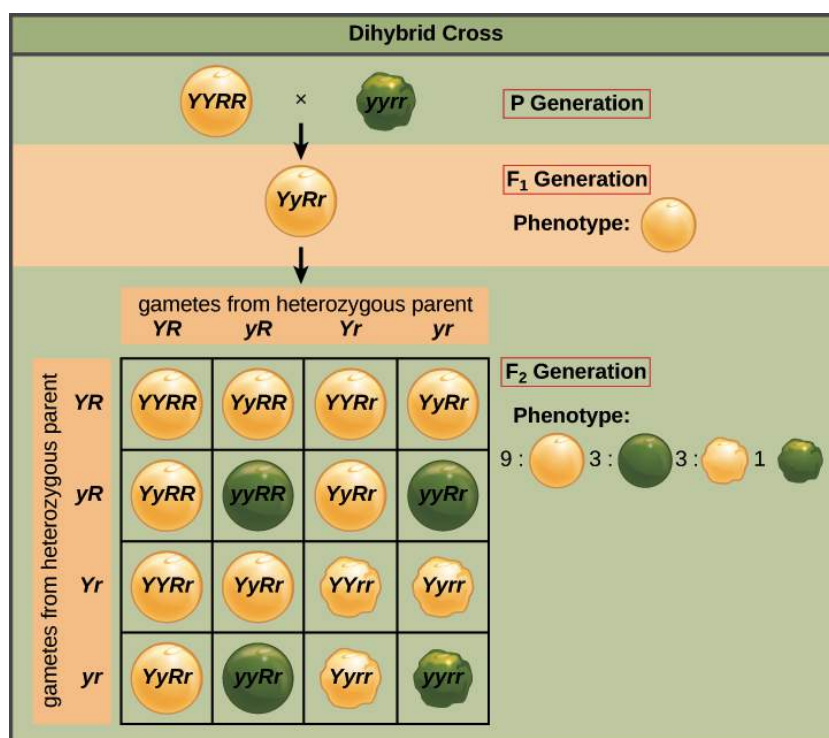 Dihybrid Cross
YYRR × yyrr P Generation
F₁ Generation
YyRr
Phenotype:
gametes from heterozygous parent
YR yR Yr yr
gametes from heterozygous parent
YR YYRR YyRR YYRr YyRr
yR YyRR yyRR YyRr yyRr
Yr YYRr YyRr YYrr Yyrr
yr YyRr yyRr Yyrr yyrr
F₂ Generation
Phenotype:
9 : 3 : 3 : 1